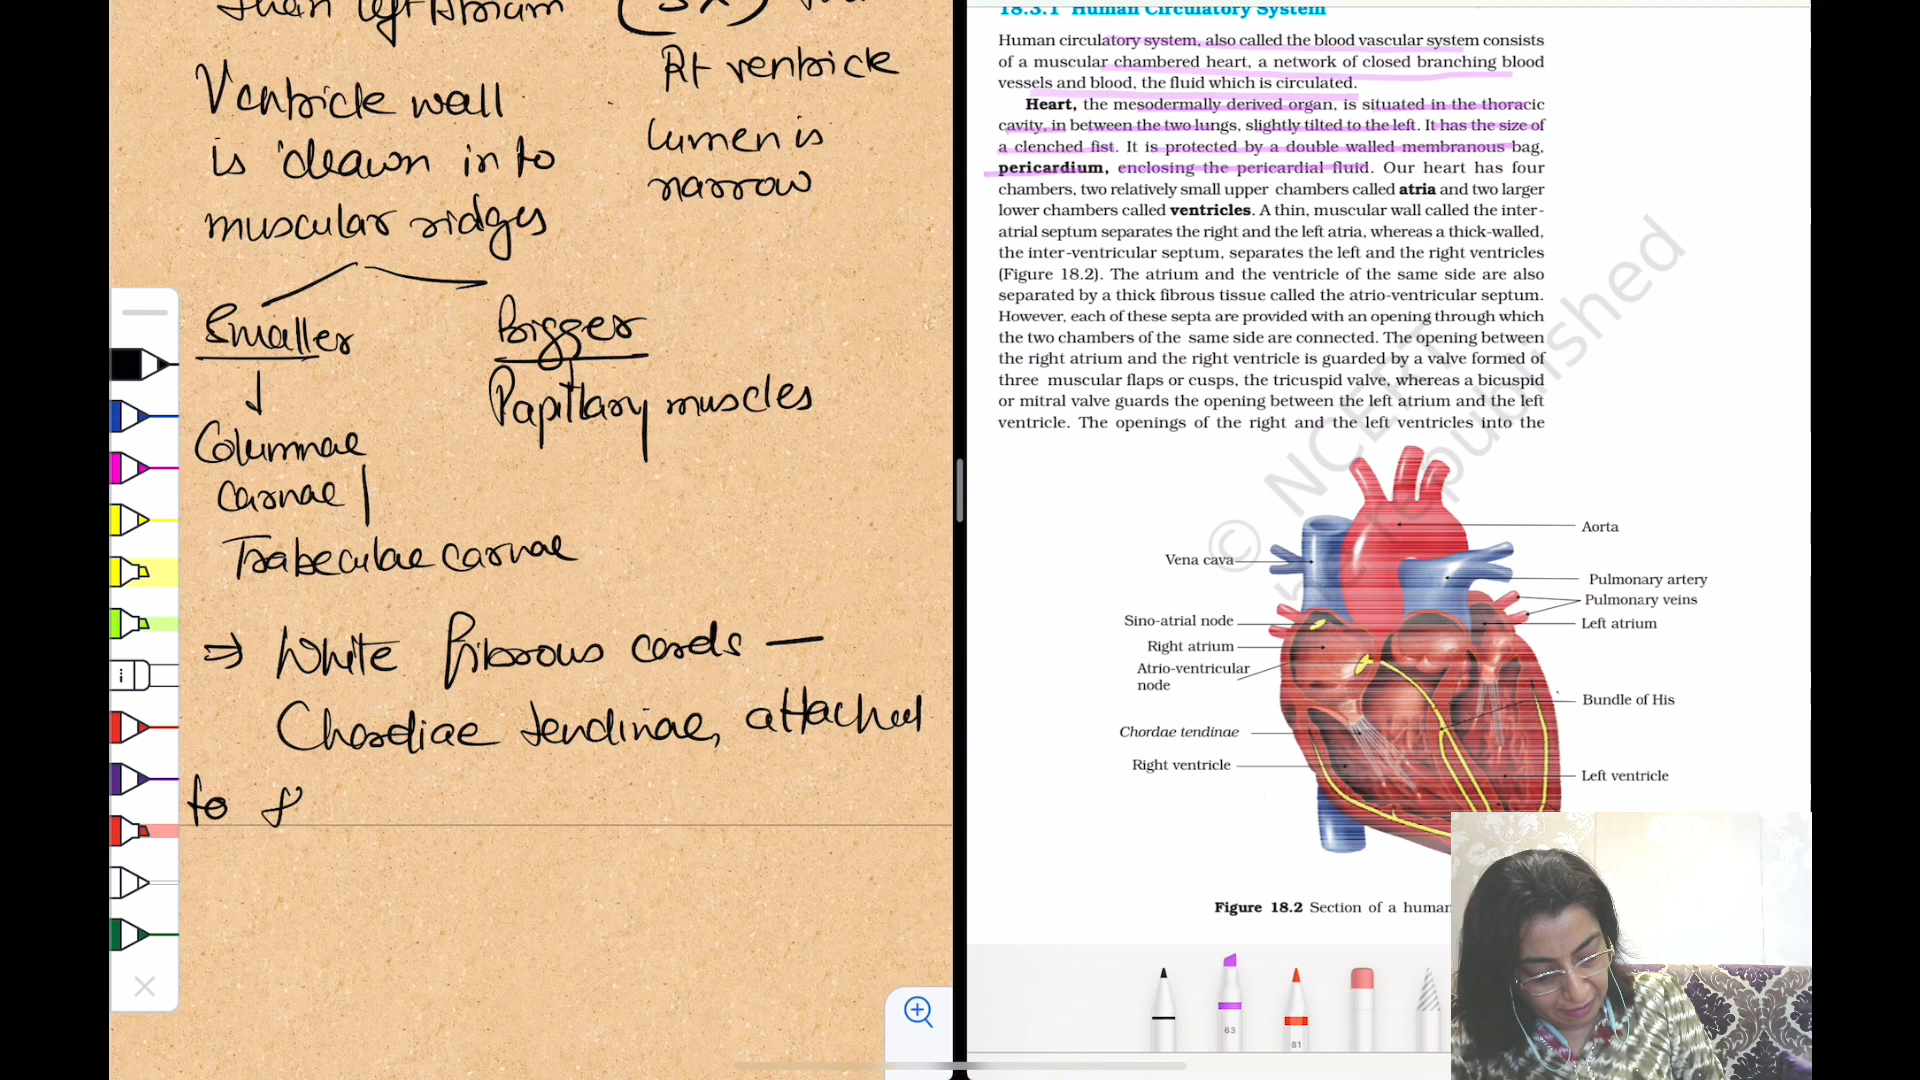 than left Atrium
Ventricle wall
is drawn in to
muscular ridges
Rt ventricle
lumen is
narrow
Smaller
Bigger
Papillary muscles
Columnae
carnae |
Trabeculae carnae
⇒ White fibrous cords —
Chordiae tendinae, attached
to
18.3.1 Human Circulatory System
Human circulatory system, also called the blood vascular system consists
of a muscular chambered heart, a network of closed branching blood
vessels and blood, the fluid which is circulated.
Heart, the mesodermally derived organ, is situated in the thoracic
cavity, in between the two lungs, slightly tilted to the left. It has the size of
a clenched fist. It is protected by a double walled membranous bag,
pericardium, enclosing the pericardial fluid. Our heart has four
chambers, two relatively small upper chambers called atria and two larger
lower chambers called ventricles. A thin, muscular wall called the inter-
atrial septum separates the right and the left atria, whereas a thick-walled,
the inter-ventricular septum, separates the left and the right ventricles
(Figure 18.2). The atrium and the ventricle of the same side are also
separated by a thick fibrous tissue called the atrio-ventricular septum.
However, each of these septa are provided with an opening through which
the two chambers of the same side are connected. The opening between
the right atrium and the right ventricle is guarded by a valve formed of
three muscular flaps or cusps, the tricuspid valve, whereas a bicuspid
or mitral valve guards the opening between the left atrium and the left
ventricle. The openings of the right and the left ventricles into the
© NCERT
be republished
Aorta
Vena cava
Pulmonary artery
Pulmonary veins
Sino-atrial node
Left atrium
Right atrium
Atrio-ventricular
node
Bundle of His
Chordae tendinae
Right ventricle
Left ventricle
Figure 18.2 Section of a human
63
81